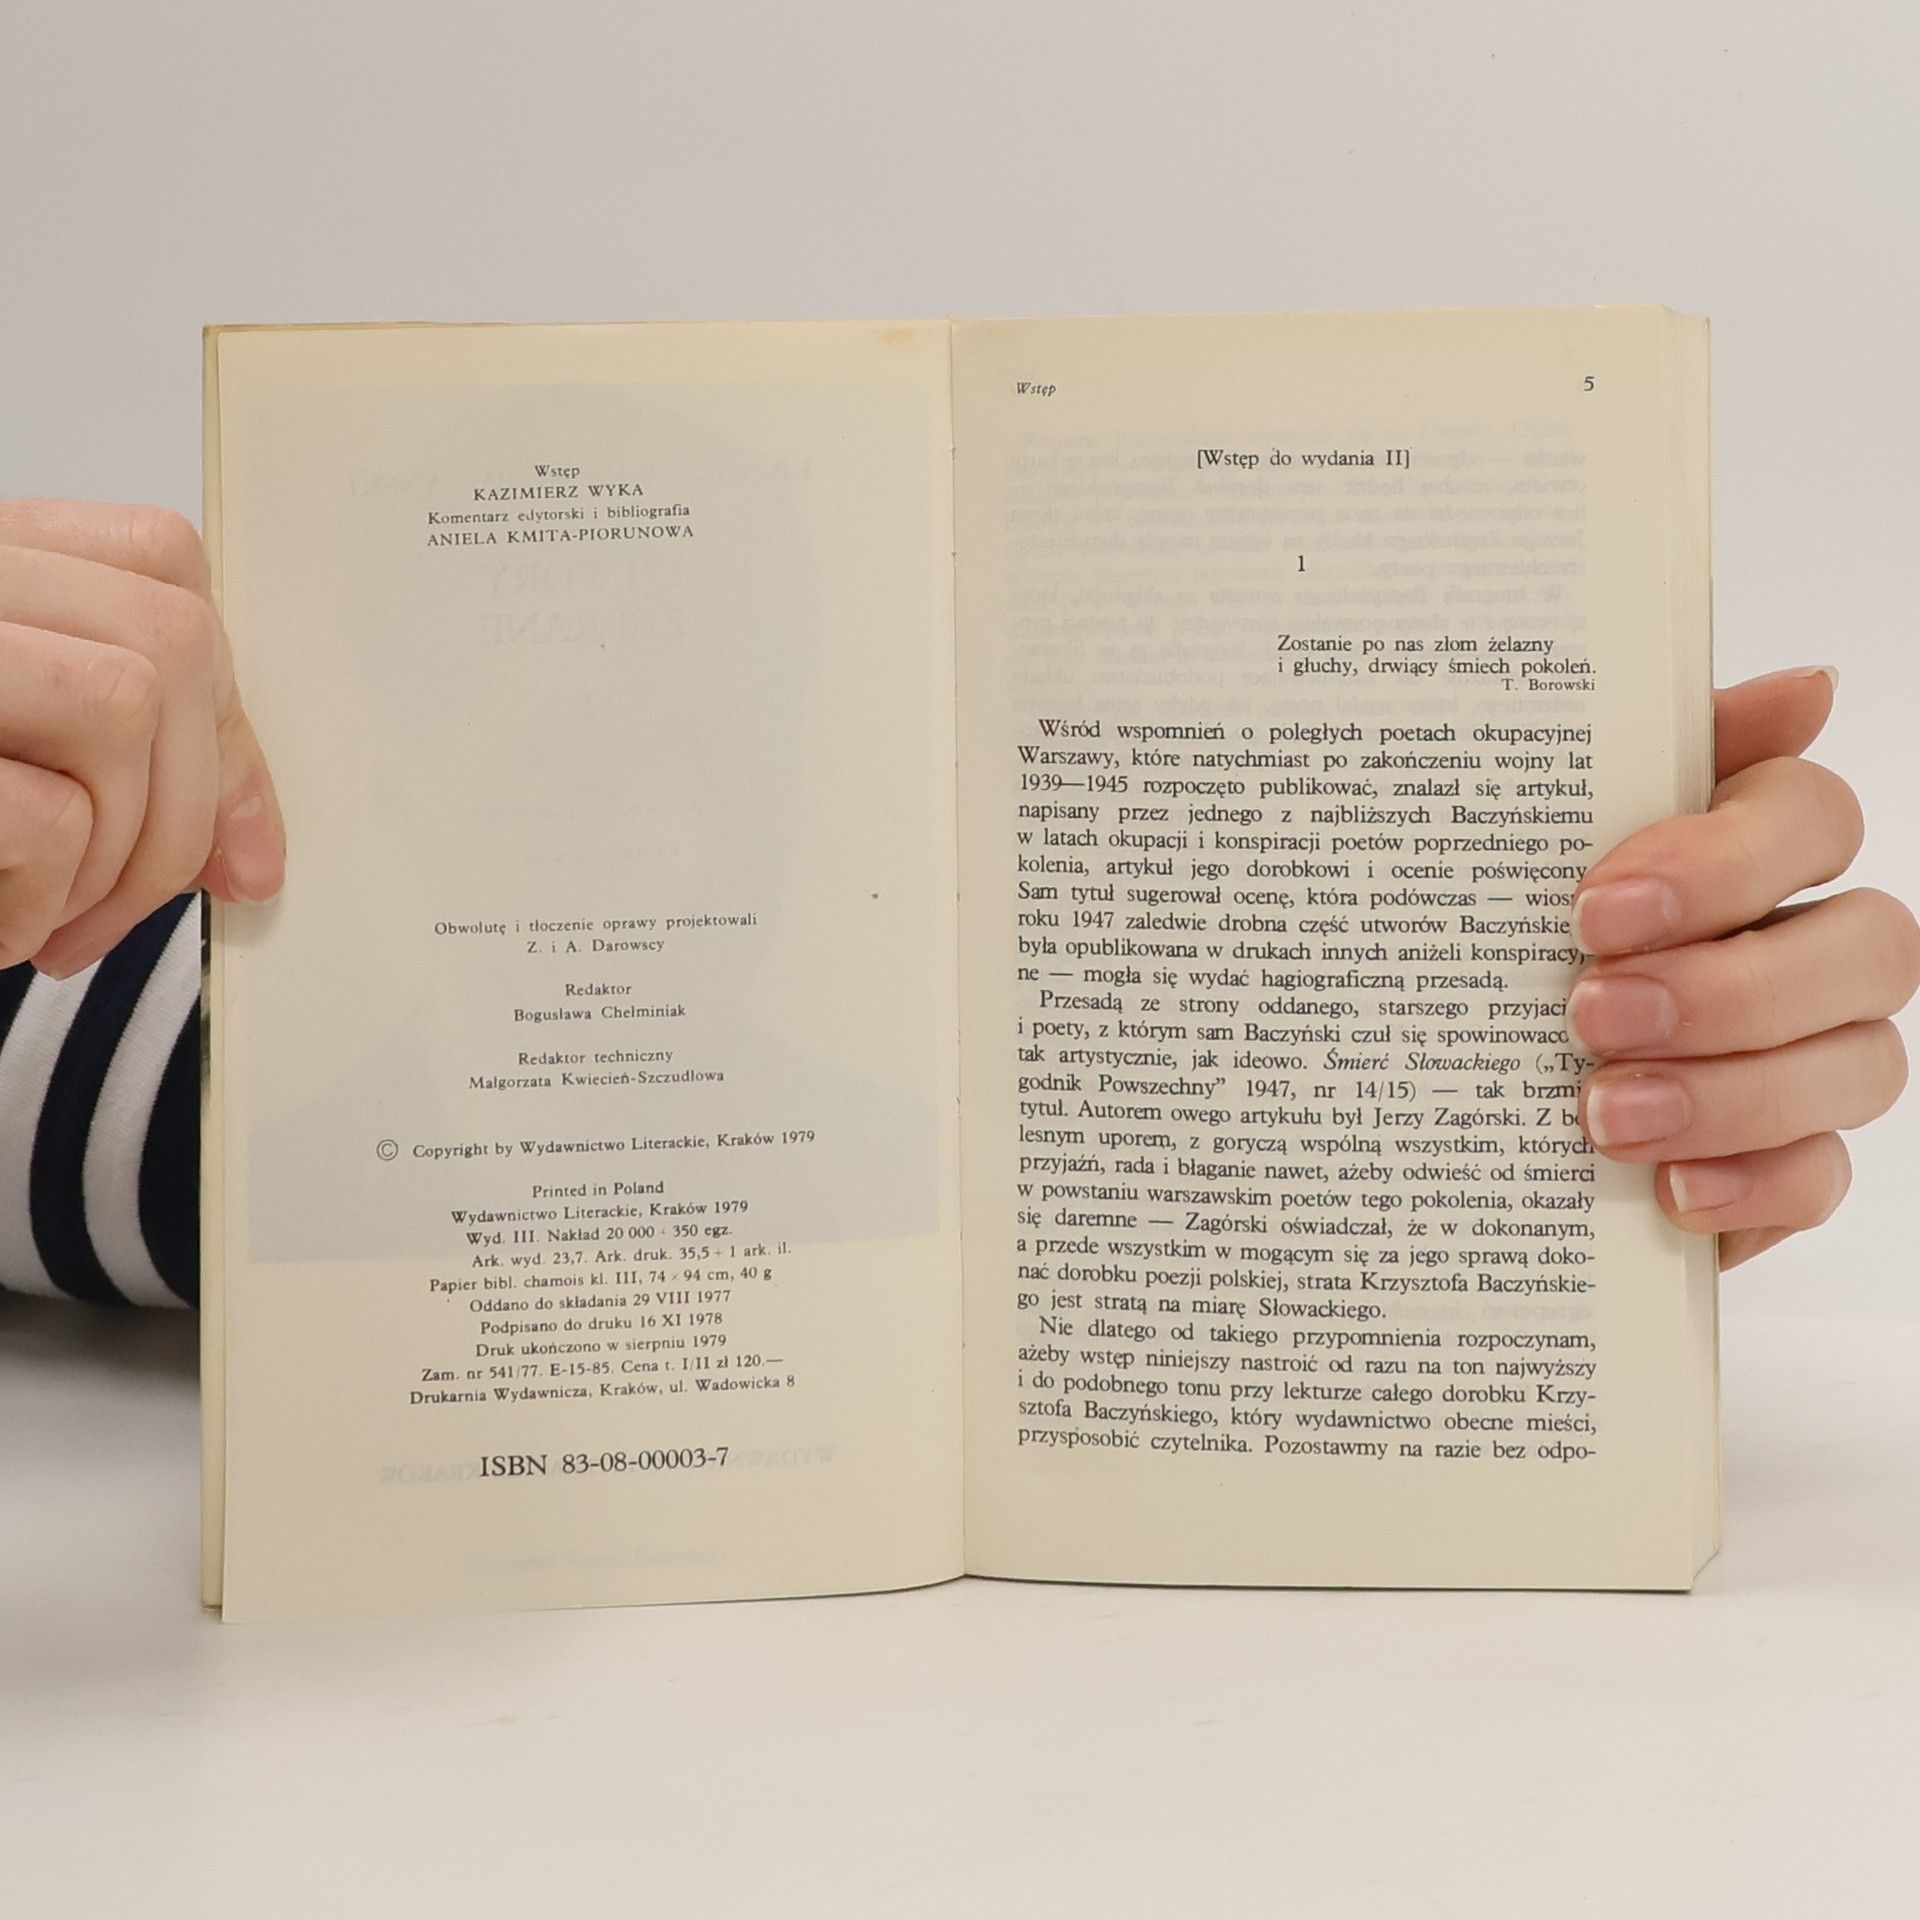 Wstęp
KAZIMIERZ WYKA
Komentarz edytorski i bibliografia
ANIELA KMITA-PIORUNOWA
Obwolutę i tłoczenie oprawy projektowali
Z. i A. Darowscy
Redaktor
Bogusława Chełminiak
Redaktor techniczny
Małgorzata Kwiecień-Szczudłowa
© Copyright by Wydawnictwo Literackie, Kraków 1979
Printed in Poland
Wydawnictwo Literackie, Kraków 1979
Wyd. III. Nakład 20 000 + 350 egz.
Ark. wyd. 23,7. Ark. druk. 35,5 + 1 ark. il.
Papier bibl. chamois kl. III, 74 × 94 cm, 40 g
Oddano do składania 29 VIII 1977
Podpisano do druku 16 XI 1978
Druk ukończono w sierpniu 1979
Zam. nr 541/77. E-15-85. Cena t. I/II zł 120.—
Drukarnia Wydawnicza, Kraków, ul. Wadowicka 8
ISBN 83-08-00003-7
Wstęp 5
[Wstęp do wydania II]
1
Zostanie po nas złom żelazny
i głuchy, drwiący śmiech pokoleń.
T. Borowski
Wśród wspomnień o poległych poetach okupacyjnej
Warszawy, które natychmiast po zakończeniu wojny lat
1939—1945 rozpoczęto publikować, znalazł się artykuł,
napisany przez jednego z najbliższych Baczyńskiemu
w latach okupacji i konspiracji poetów poprzedniego po-
kolenia, artykuł jego dorobkowi i ocenie poświęcony
Sam tytuł sugerował ocenę, która podówczas —
roku 1947 zaledwie drobna część utworów
była opublikowana w drukach innych aniżeli konspiracyj-
ne — mogła się wydać hagiograficzną przesadą.
Przesadą ze strony oddanego, starszego
i poety, z którym sam Baczyński czuł się
tak artystycznie, jak ideowo. Śmierć Słowackiego („Ty-
godnik Powszechny” 1947, nr 14/15) — tak
tytuł. Autorem owego artykułu był Jerzy Zagórski. Z
lesnym uporem, z goryczą wspólną wszystkim, których
przyjaźń, rada i błaganie nawet, ażeby odwieść od śmierci
w powstaniu warszawskim poetów tego pokolenia, okazały
się daremne — Zagórski oświadczał, że w dokonanym,
a przede wszystkim w mogącym się za jego sprawą doko-
nać dorobku poezji polskiej, strata Krzysztofa Baczyńskie-
go jest stratą na miarę Słowackiego.
Nie dlatego od takiego przypomnienia rozpoczynam,
ażeby wstęp niniejszy nastroić od razu na ton najwyższy
i do podobnego tonu przy lekturze całego dorobku Krzy-
sztofa Baczyńskiego, który wydawnictwo obecne mieści,
przysposobić czytelnika. Pozostawmy na razie bez odpo-